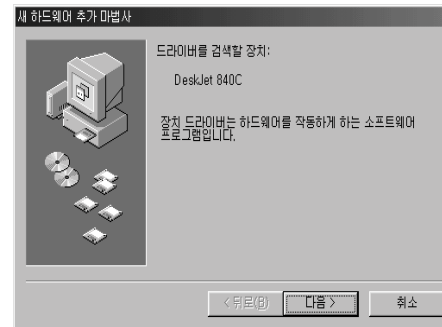 새 하드웨어 추가 마법사
드라이버를 검색할 장치:
DeskJet 840C
장치 드라이버는 하드웨어를 작동하게 하는 소프트웨어
프로그램입니다.
< 뒤로(B)
다음 >
취소